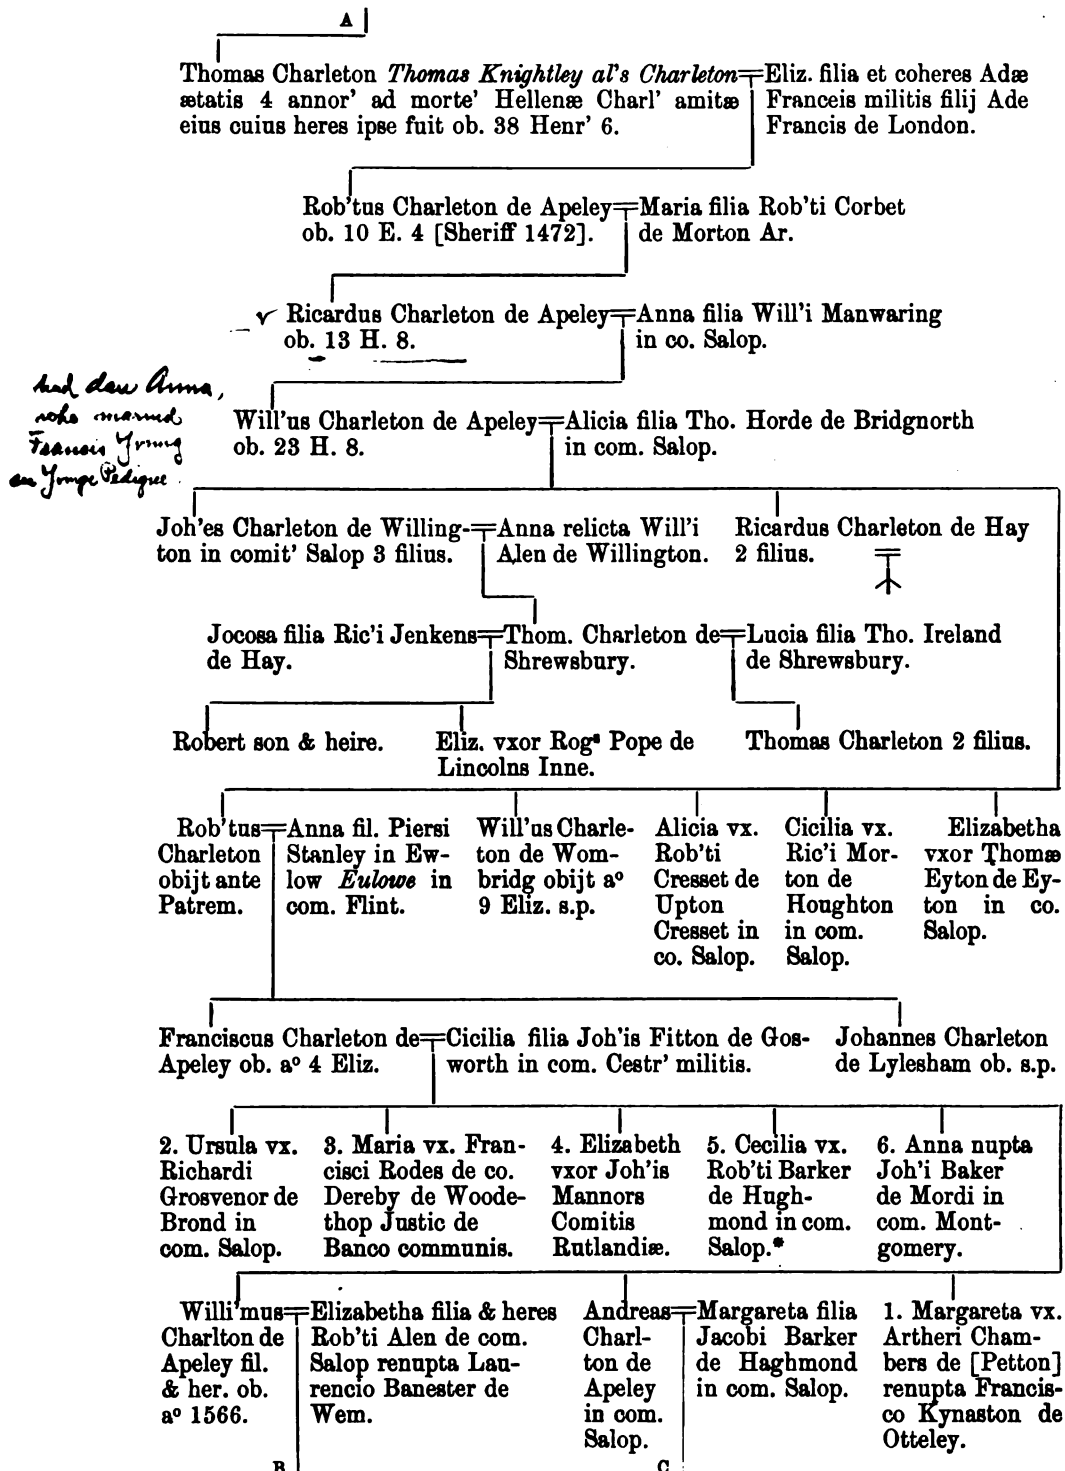 A
Thomas Charleton Thomas Knightley al's Charleton
ætatis 4 annor' ad morte' Hellenæ Charl' amitæ
eius cuius heres ipse fuit ob. 38 Henr' 6.
Eliz. filia et coheres Adæ
Franceis militis filij Ade
Francis de London.
Rob'tus Charleton de Apeley
ob. 10 E. 4 [Sheriff 1472].
Maria filia Rob'ti Corbet
de Morton Ar.
Ricardus Charleton de Apeley
ob. 13 H. 8.
Anna filia Will'i Manwaring
in co. Salop.
had dau Anna,
who married
Francis Yonng
see Yonge Pedigree.
Will'us Charleton de Apeley
ob. 23 H. 8.
Alicia filia Tho. Horde de Bridgnorth
in com. Salop.
Joh'es Charleton de Willing-
ton in comit' Salop 3 filius.
Anna relicta Will'i
Alen de Willington.
Ricardus Charleton de Hay
2 filius.
Jocosa filia Ric'i Jenkens
de Hay.
Thom. Charleton de
Shrewsbury.
Lucia filia Tho. Ireland
de Shrewsbury.
Robert son & heire.
Eliz. vxor Rogˢ Pope de
Lincolns Inne.
Thomas Charleton 2 filius.
Rob'tus
Charleton
obijt ante
Patrem.
Anna fil. Piersi
Stanley in Ew-
low Eulowe in
com. Flint.
Will'us Charle-
ton de Wom-
bridg obijt aº
9 Eliz. s.p.
Alicia vx.
Rob'ti
Cresset de
Upton
Cresset in
co. Salop.
Cicilia vx.
Ric'i Mor-
ton de
Houghton
in com.
Salop.
Elizabetha
vxor Thomæ
Eyton de Ey-
ton in co.
Salop.
Franciscus Charleton de
Apeley ob. aº 4 Eliz.
Cicilia filia Joh'is Fitton de Gos-
worth in com. Cestr' militis.
Johannes Charleton
de Lylesham ob. s.p.
2. Ursula vx.
Richardi
Grosvenor de
Brond in
com. Salop.
3. Maria vx. Fran-
cisci Rodes de co.
Dereby de Woode-
thop Justic de
Banco communis.
4. Elizabeth
vxor Joh'is
Mannors
Comitis
Rutlandiæ.
5. Cecilia vx.
Rob'ti Barker
de Hugh-
mond in com.
Salop.*
6. Anna nupta
Joh'i Baker
de Mordi in
com. Mont-
gomery.
Willi'mus
Charlton de
Apeley fil.
& her. ob.
aº 1566.
Elizabetha filia & heres
Rob'ti Alen de com.
Salop renupta Lau-
rencio Banester de
Wem.
Andreas
Charl-
ton de
Apeley
in com.
Salop.
Margareta filia
Jacobi Barker
de Haghmond
in com. Salop.
1. Margareta vx.
Artheri Cham-
bers de [Petton]
renupta Francis-
co Kynaston de
Otteley.
B
C